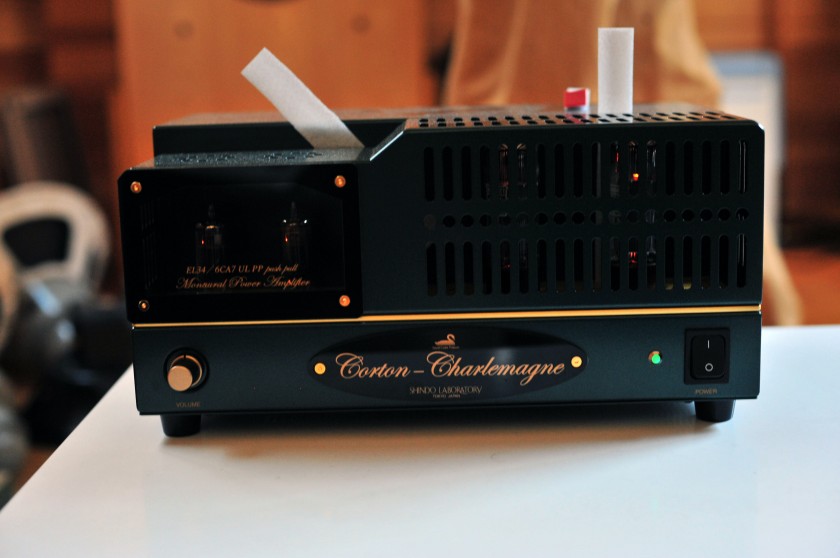 EL34/6CA7 UL PP push pull
Monaural Power Amplifier
Corton-Charlemagne
SHINDO LABORATORY
TOKYO JAPAN
VOLUME
POWER